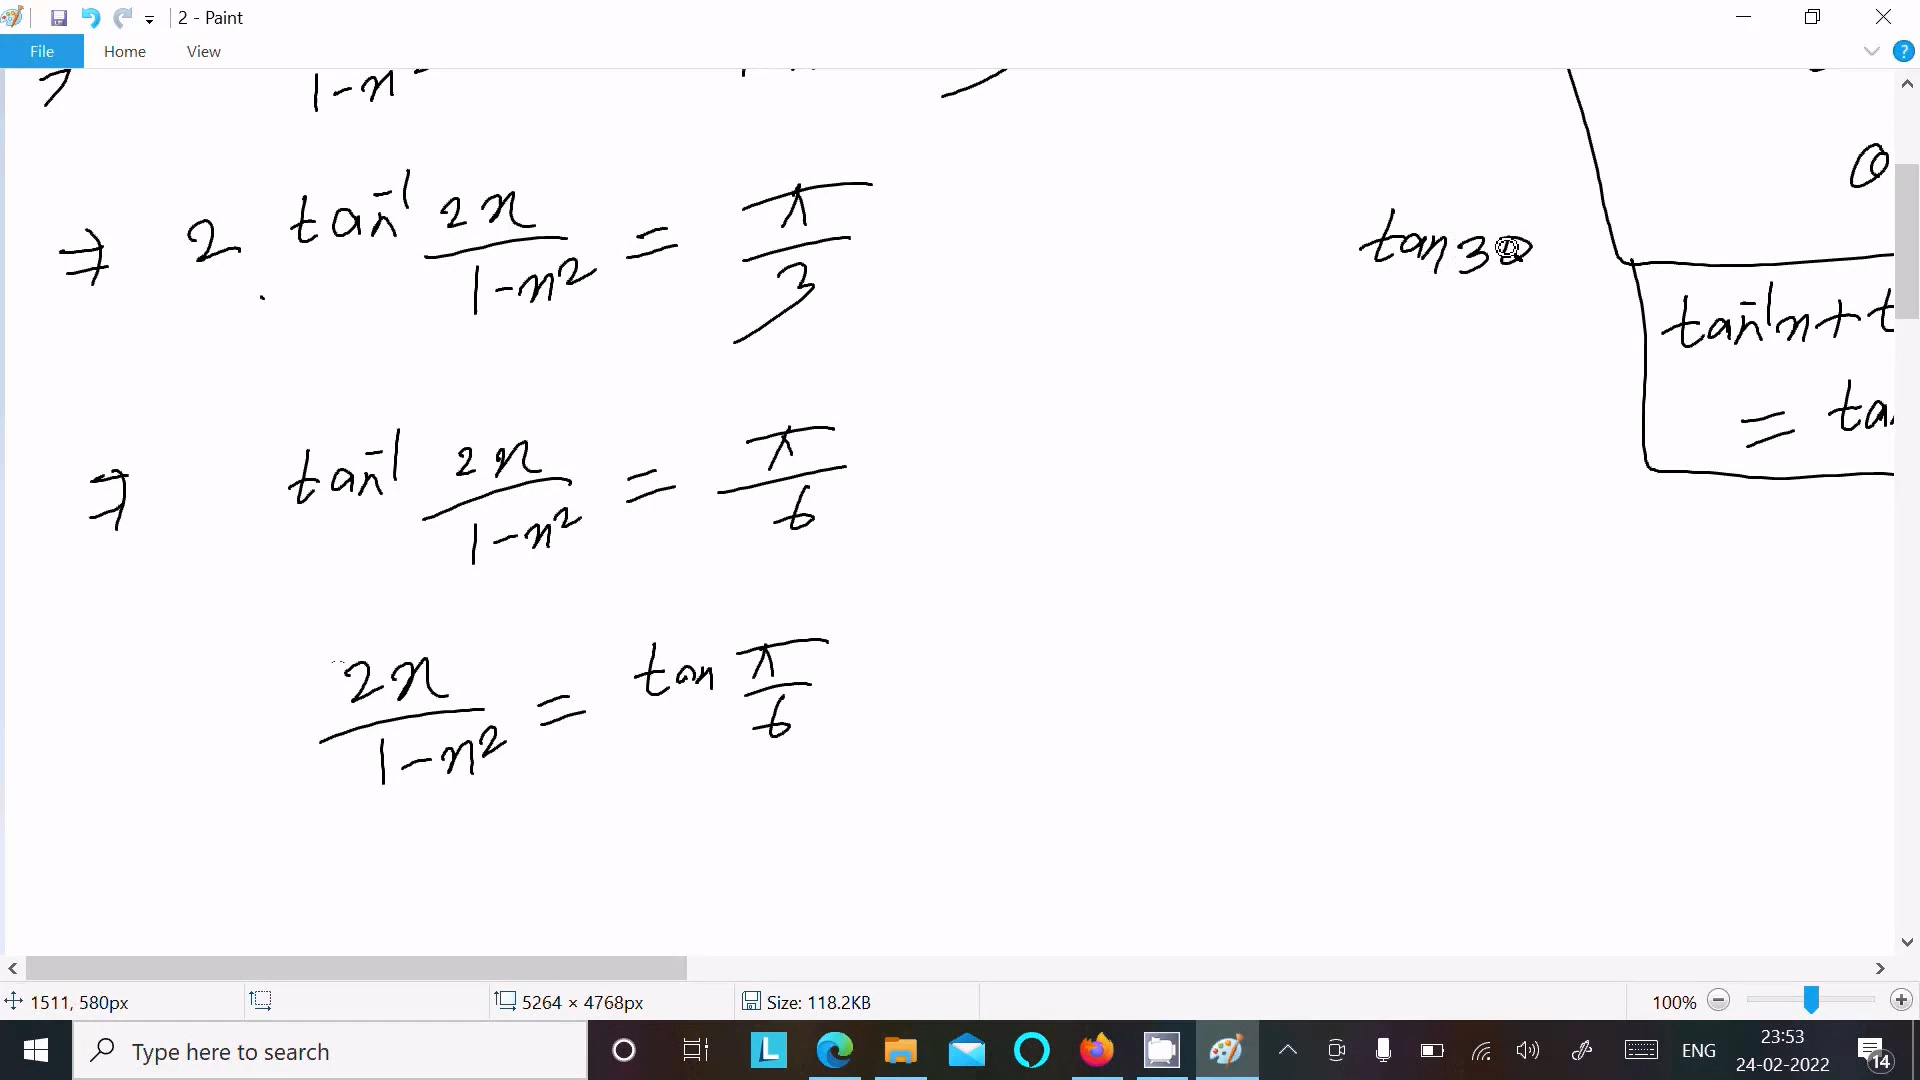 2 - Paint
File Home View
1-x²
⇒ 2 tan⁻¹ 2x/1-x² = π/3
tan 30
tan⁻¹x + t
= ta
⇒ tan⁻¹ 2x/1-x² = π/6
2x/1-x² = tan π/6
1511, 580px 5264 × 4768px Size: 118.2KB 100%
Type here to search
ENG
23:53
24-02-2022
14